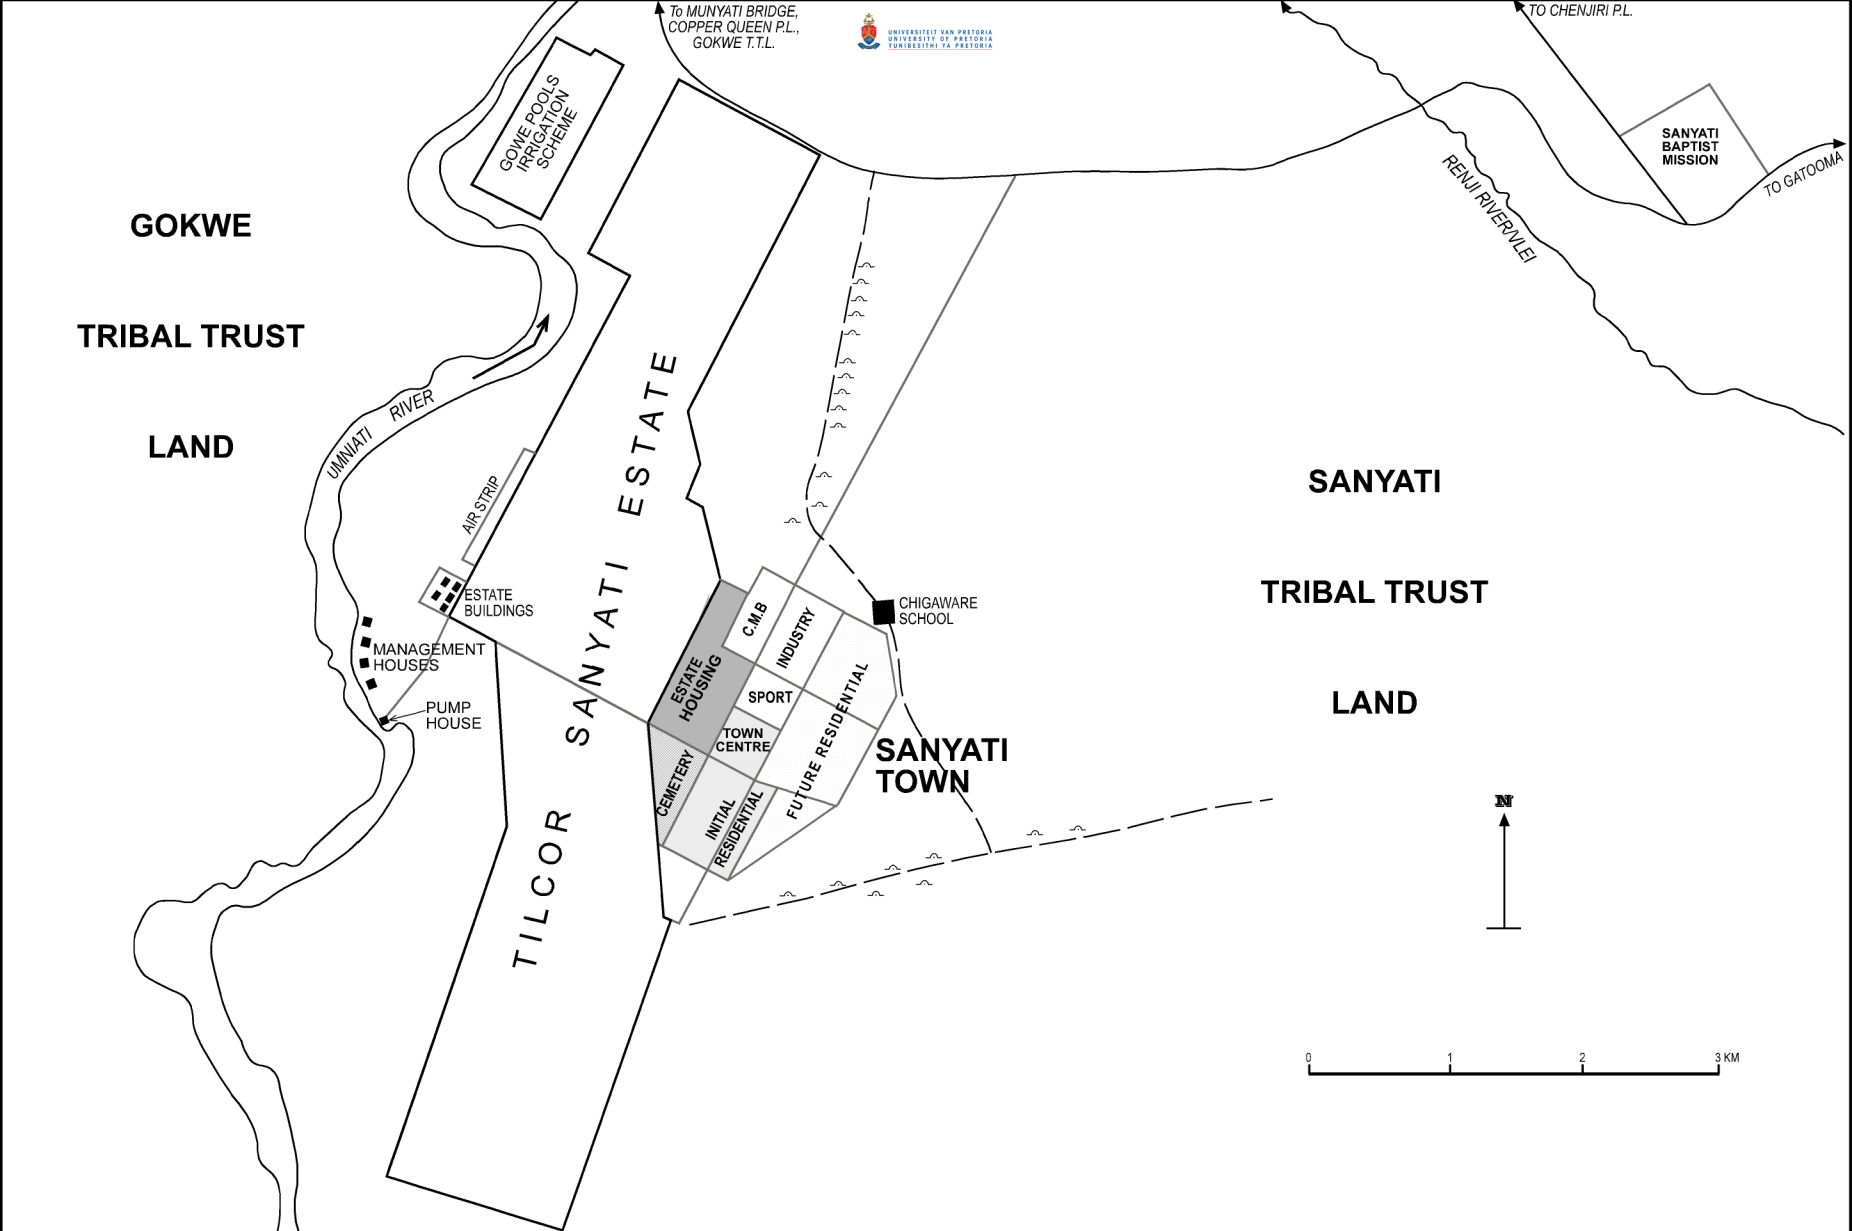 To MUNYATI BRIDGE,
COPPER QUEEN P.L.,
GOKWE T.T.L.
UNIVERSITEIT VAN PRETORIA
UNIVERSITY OF PRETORIA
YUNIBESITHI YA PRETORIA
TO CHENJIRI P.L.
GOWE POOLS
IRRIGATION
SCHEME
SANYATI
BAPTIST
MISSION
TO GATOOMA
RENJI RIVER/VLEI
GOKWE
TRIBAL TRUST
LAND
UMNIATI RIVER
AIR STRIP
ESTATE
BUILDINGS
MANAGEMENT
HOUSES
PUMP
HOUSE
TILCOR SANYATI ESTATE
SANYATI
TRIBAL TRUST
LAND
CHIGAWARE
SCHOOL
C.M.B
INDUSTRY
ESTATE
HOUSING
SPORT
TOWN
CENTRE
FUTURE RESIDENTIAL
CEMETERY
INITIAL
RESIDENTIAL
SANYATI
TOWN
N
0 1 2 3 KM